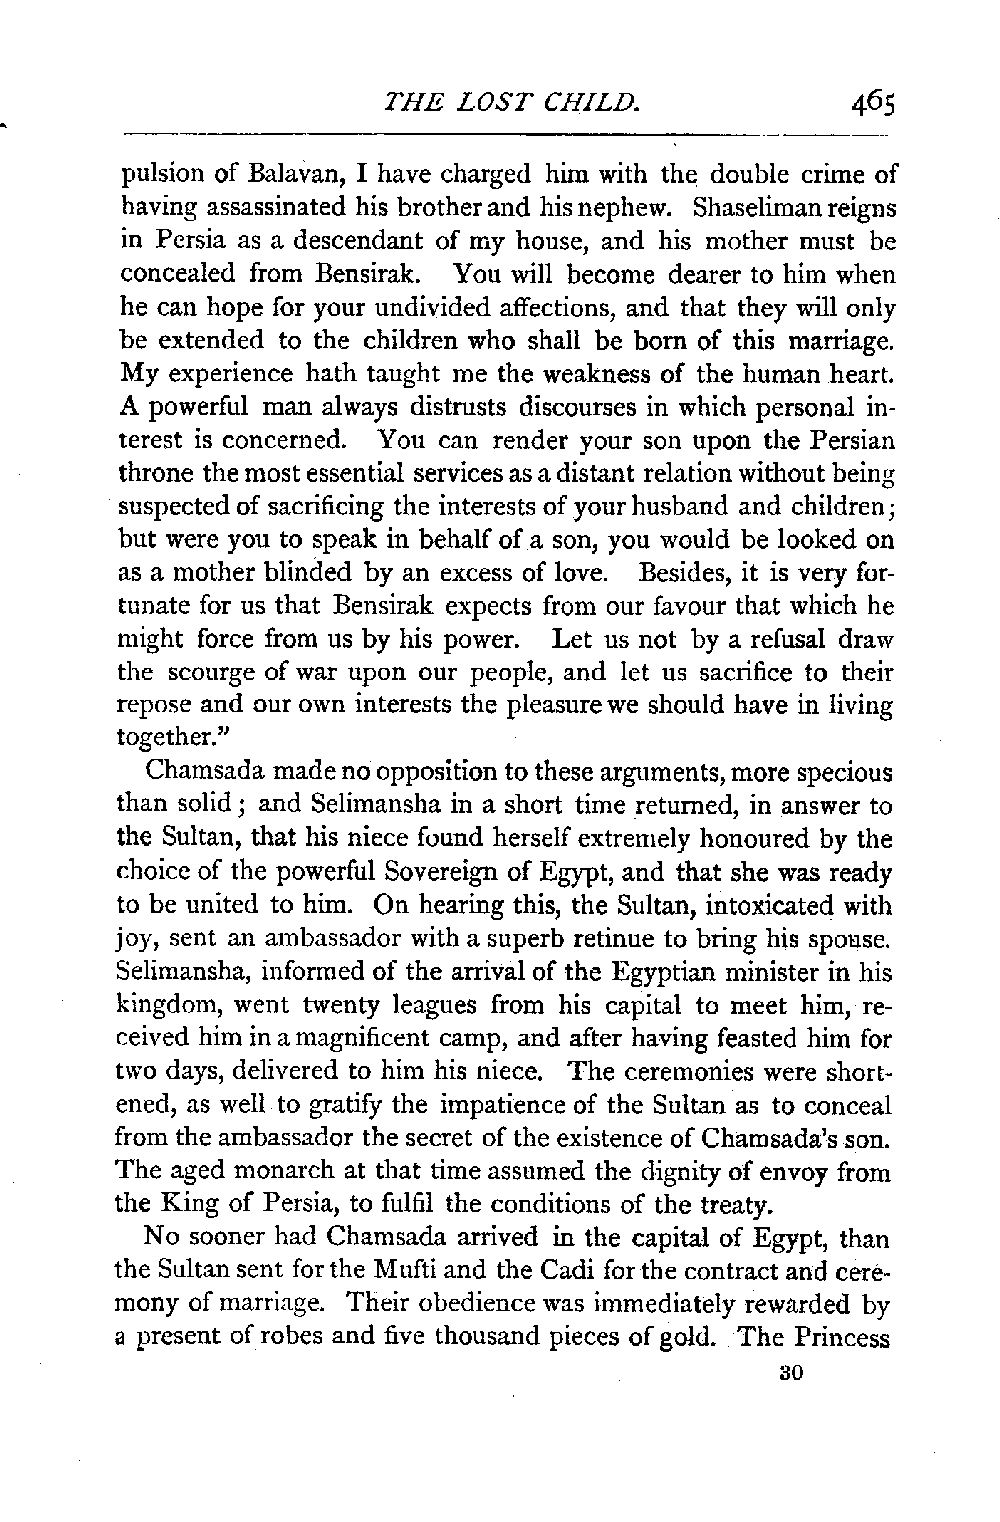 THE LOST CHILD. 465
pulsion of Balavan, I have charged him with the double crime of
having assassinated his brother and his nephew. Shaseliman reigns
in Persia as a descendant of my house, and his mother must be
concealed from Bensirak. You will become dearer to him when
he can hope for your undivided affections, and that they will only
be extended to the children who shall be born of this marriage.
My experience hath taught me the weakness of the human heart.
A powerful man always distrusts discourses in which personal in-
terest is concerned. You can render your son upon the Persian
throne the most essential services as a distant relation without being
suspected of sacrificing the interests of your husband and children;
but were you to speak in behalf of a son, you would be looked on
as a mother blinded by an excess of love. Besides, it is very for-
tunate for us that Bensirak expects from our favour that which he
might force from us by his power. Let us not by a refusal draw
the scourge of war upon our people, and let us sacrifice to their
repose and our own interests the pleasure we should have in living
together."
Chamsada made no opposition to these arguments, more specious
than solid; and Selimansha in a short time returned, in answer to
the Sultan, that his niece found herself extremely honoured by the
choice of the powerful Sovereign of Egypt, and that she was ready
to be united to him. On hearing this, the Sultan, intoxicated with
joy, sent an ambassador with a superb retinue to bring his spouse.
Selimansha, informed of the arrival of the Egyptian minister in his
kingdom, went twenty leagues from his capital to meet him, re-
ceived him in a magnificent camp, and after having feasted him for
two days, delivered to him his niece. The ceremonies were short-
ened, as well to gratify the impatience of the Sultan as to conceal
from the ambassador the secret of the existence of Chamsada's son.
The aged monarch at that time assumed the dignity of envoy from
the King of Persia, to fulfil the conditions of the treaty.
No sooner had Chamsada arrived in the capital of Egypt, than
the Sultan sent for the Mufti and the Cadi for the contract and cere-
mony of marriage. Their obedience was immediately rewarded by
a present of robes and five thousand pieces of gold. The Princess
30